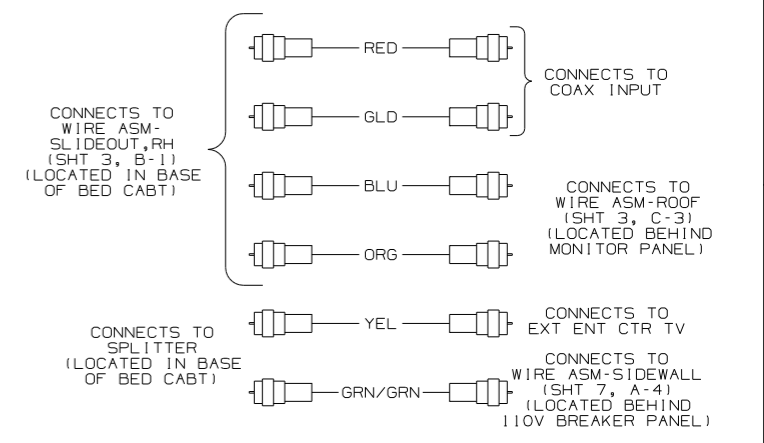 RED
CONNECTS TO
COAX INPUT
GLD
CONNECTS TO
WIRE ASM-
SLIDEOUT,RH
(SHT 3, B-1)
(LOCATED IN BASE
OF BED CABT)
BLU
CONNECTS TO
WIRE ASM-ROOF
(SHT 3, C-3)
(LOCATED BEHIND
MONITOR PANEL)
ORG
CONNECTS TO
SPLITTER
(LOCATED IN BASE
OF BED CABT)
YEL
CONNECTS TO
EXT ENT CTR TV
GRN/GRN
CONNECTS TO
WIRE ASM-SIDEWALL
(SHT 7, A-4)
(LOCATED BEHIND
110V BREAKER PANEL)